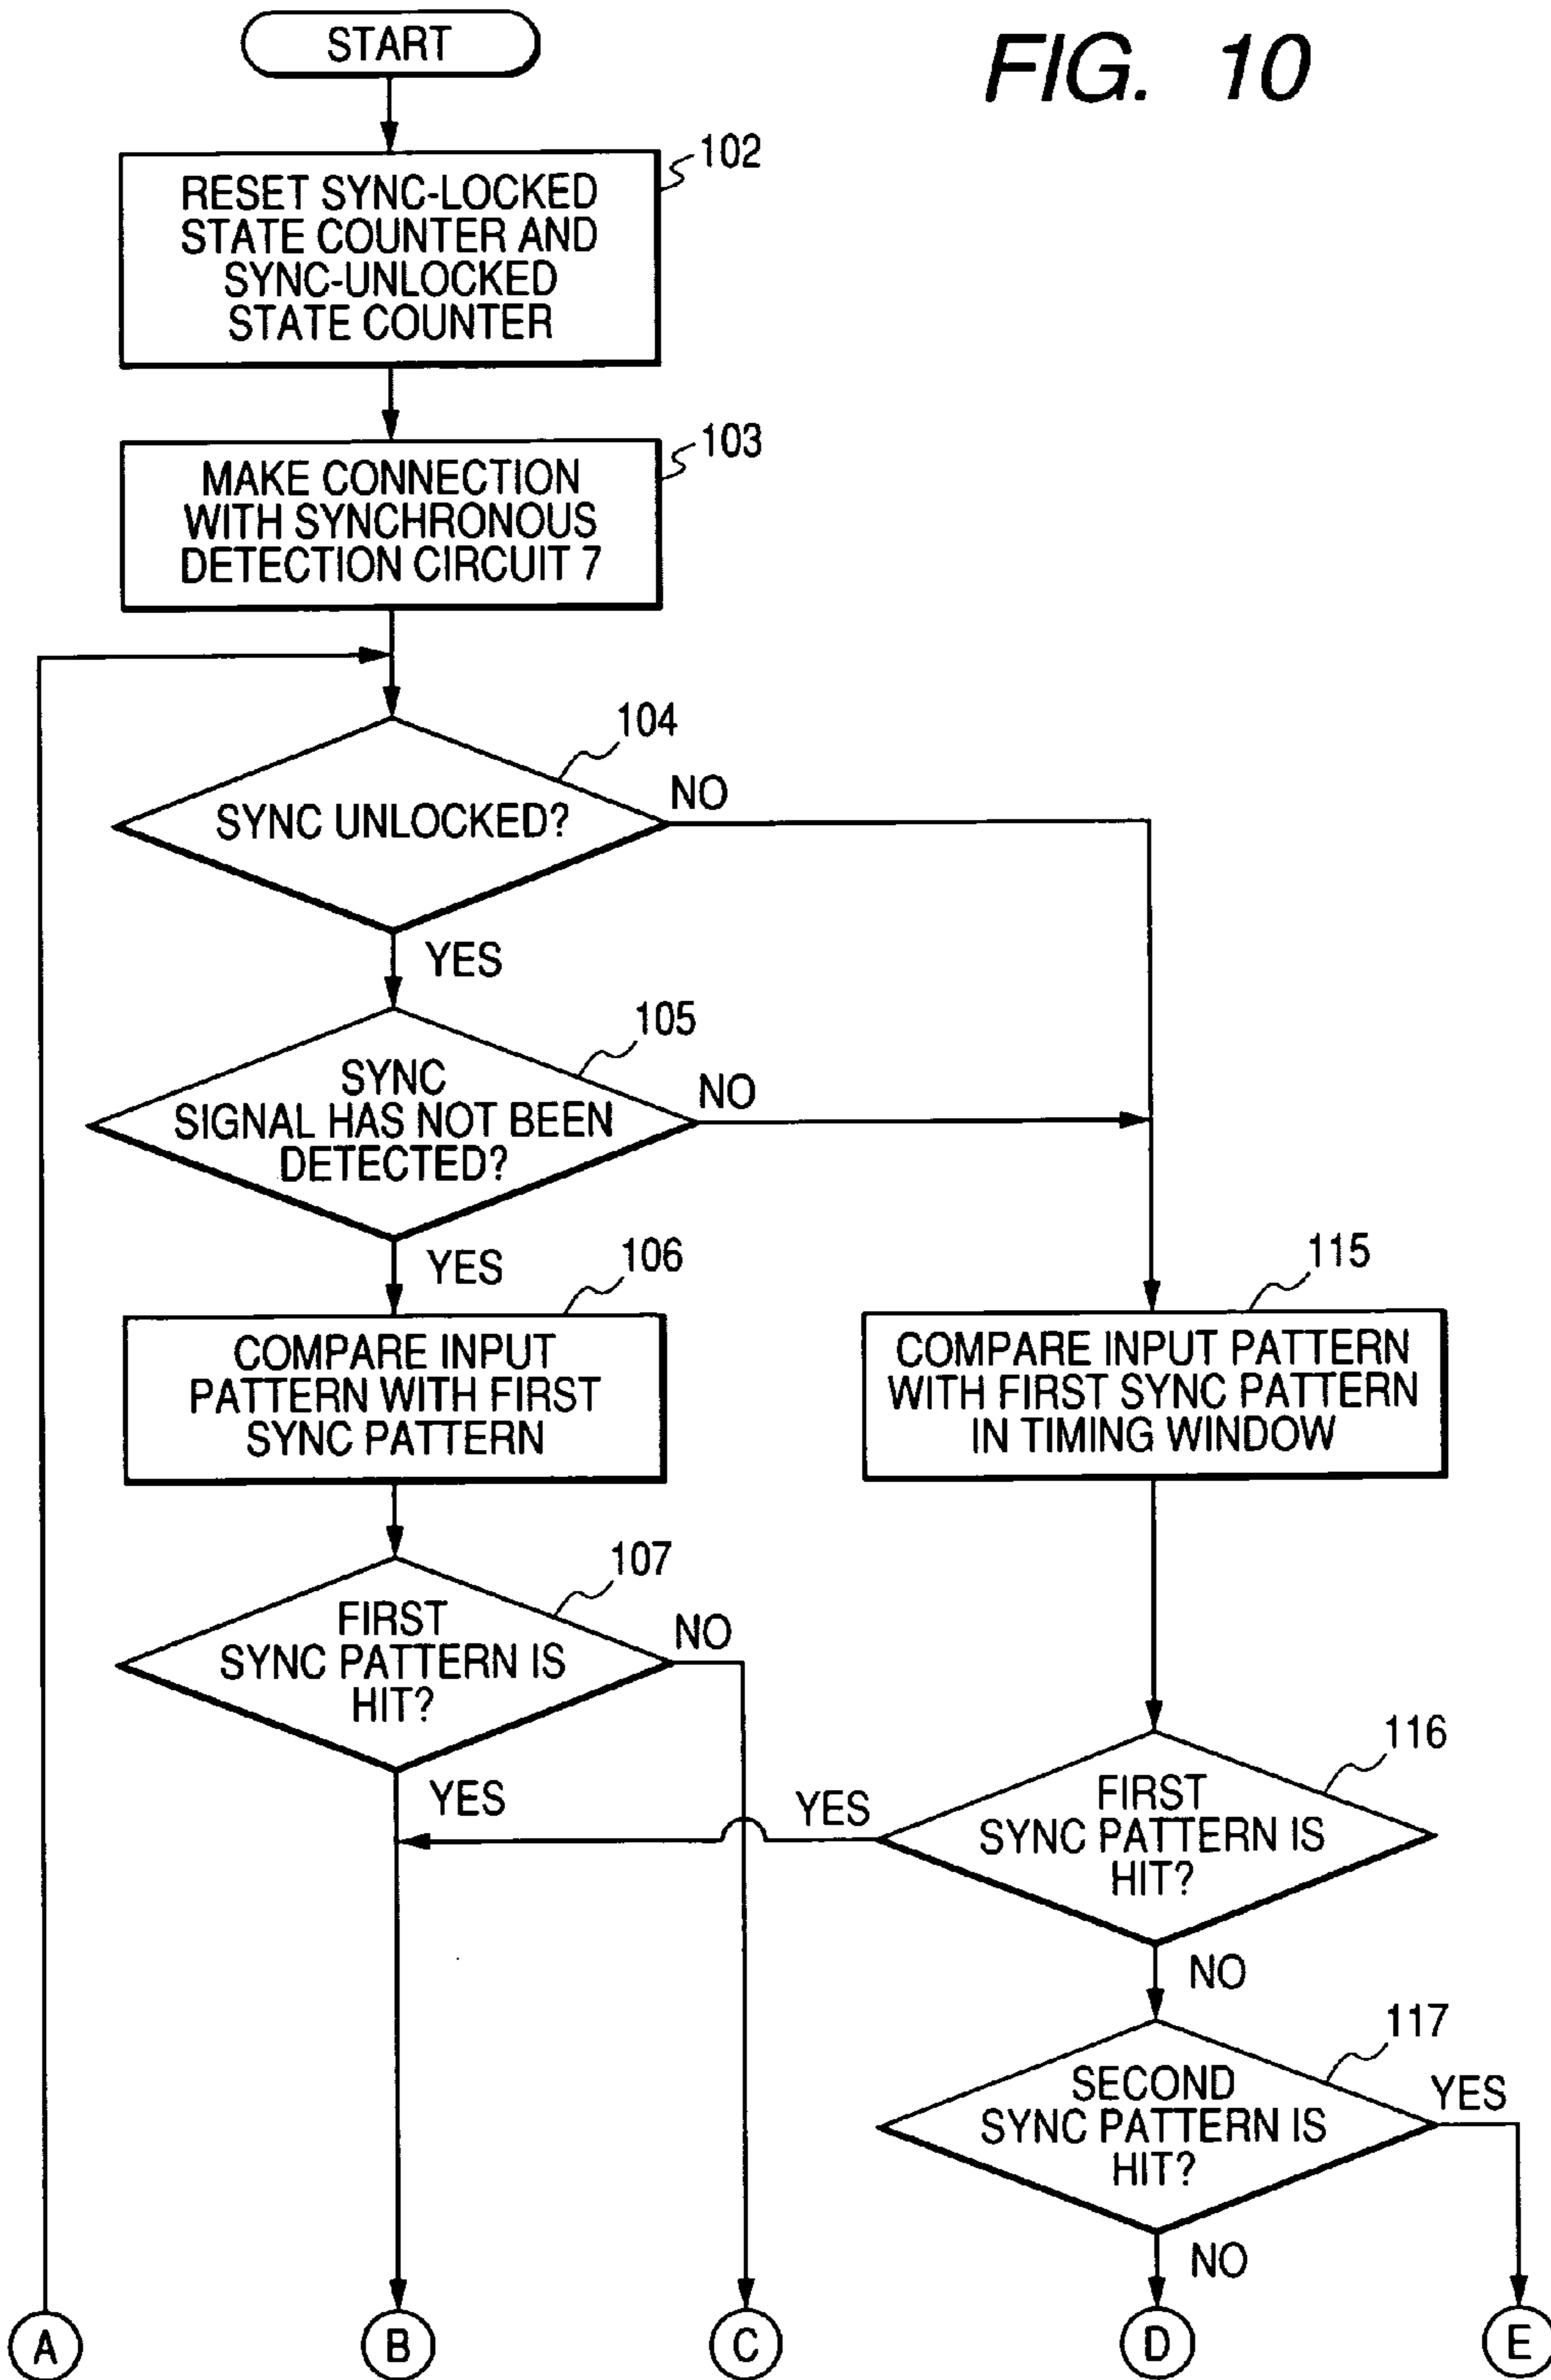 START
FIG. 10
102
RESET SYNC-LOCKED
STATE COUNTER AND
SYNC-UNLOCKED
STATE COUNTER
103
MAKE CONNECTION
WITH SYNCHRONOUS
DETECTION CIRCUIT 7
104
SYNC UNLOCKED?
NO
YES
105
SYNC
SIGNAL HAS NOT BEEN
DETECTED?
NO
YES
106
COMPARE INPUT
PATTERN WITH FIRST
SYNC PATTERN
115
COMPARE INPUT PATTERN
WITH FIRST SYNC PATTERN
IN TIMING WINDOW
107
FIRST
SYNC PATTERN IS
HIT?
NO
YES
116
FIRST
SYNC PATTERN IS
HIT?
YES
NO
117
SECOND
SYNC PATTERN IS
HIT?
YES
NO
A
B
C
D
E